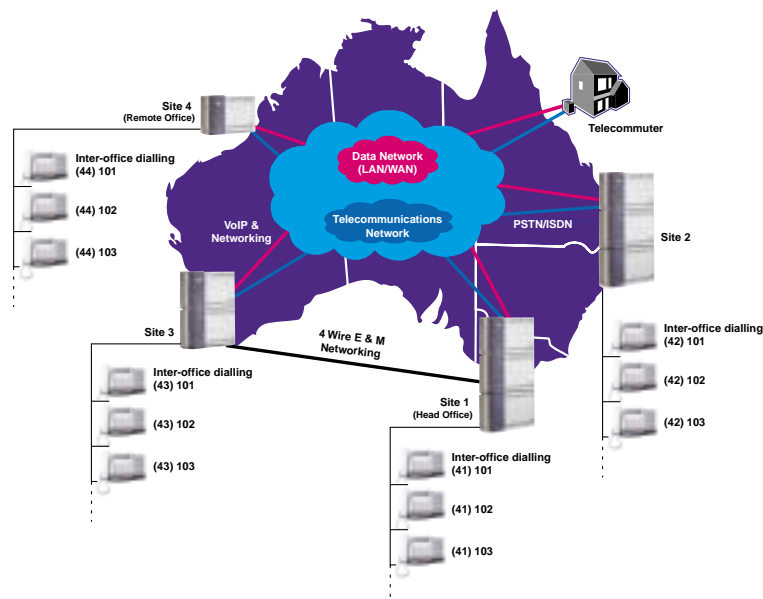 Site 4
(Remote Office)
Inter-office dialling
(44) 101
(44) 102
(44) 103
Data Network
(LAN/WAN)
Telecommunications
Network
VoIP &
Networking
PSTN/ISDN
Telecommuter
Site 2
Inter-office dialling
(42) 101
(42) 102
(42) 103
Site 3
Inter-office dialling
(43) 101
(43) 102
(43) 103
4 Wire E & M
Networking
Site 1
(Head Office)
Inter-office dialling
(41) 101
(41) 102
(41) 103